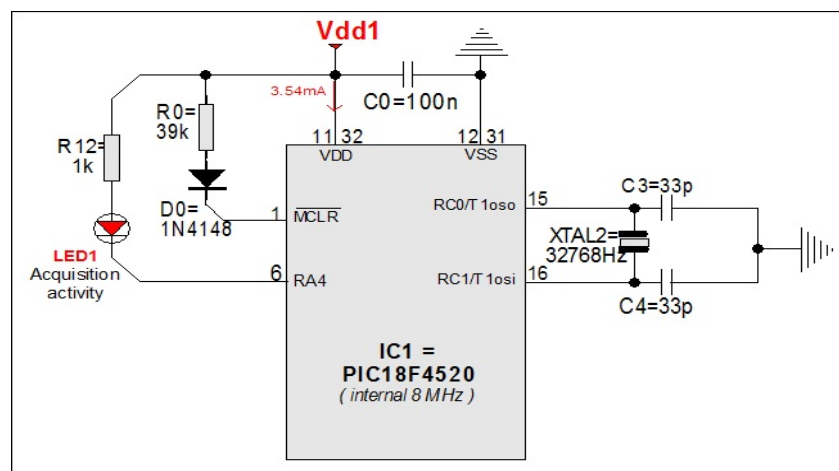 Vdd1
3.54mA
C0=100n
R0=
39k
R12=
1k
11 32
VDD
12 31
VSS
D0=
1N4148
1
MCLR
RC0/T1oso
15
C3=33p
XTAL2=
32768Hz
LED1
Acquisition
activity
6
RA4
RC1/T1osi
16
C4=33p
IC1 =
PIC18F4520
( internal 8 MHz )